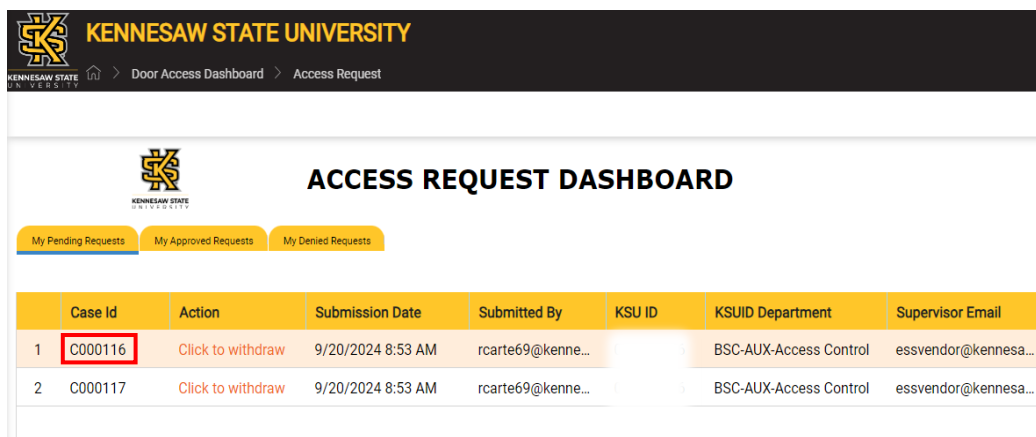 KENNESAW STATE UNIVERSITY
KENNESAW STATE
UNIVERSITY
Door Access Dashboard > Access Request
KENNESAW STATE
UNIVERSITY
ACCESS REQUEST DASHBOARD
My Pending Requests My Approved Requests My Denied Requests
Case Id Action Submission Date Submitted By KSU ID KSUID Department Supervisor Email
1 C000116 Click to withdraw 9/20/2024 8:53 AM rcarte69@kenne... BSC-AUX-Access Control essvendor@kennesa...
2 C000117 Click to withdraw 9/20/2024 8:53 AM rcarte69@kenne... BSC-AUX-Access Control essvendor@kennesa...